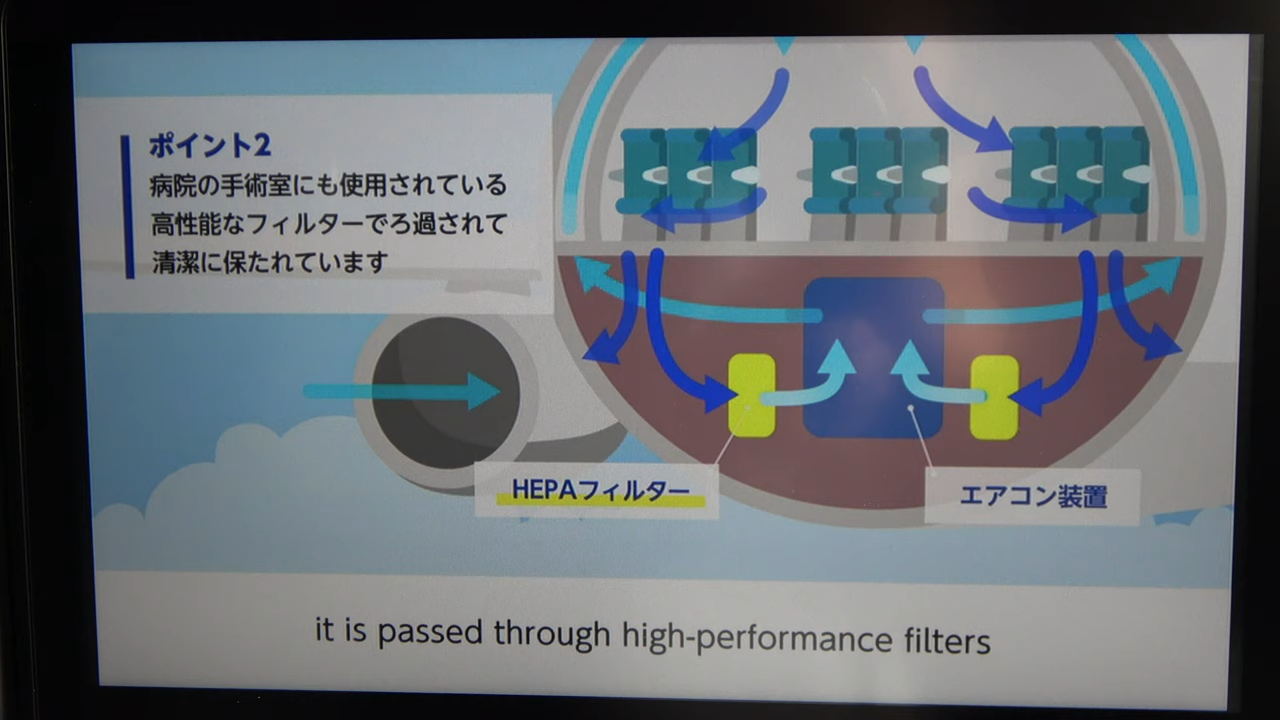 ポイント2
病院の手術室にも使用されている
高性能なフィルターでろ過されて
清潔に保たれています
HEPAフィルター
エアコン装置
it is passed through high-performance filters